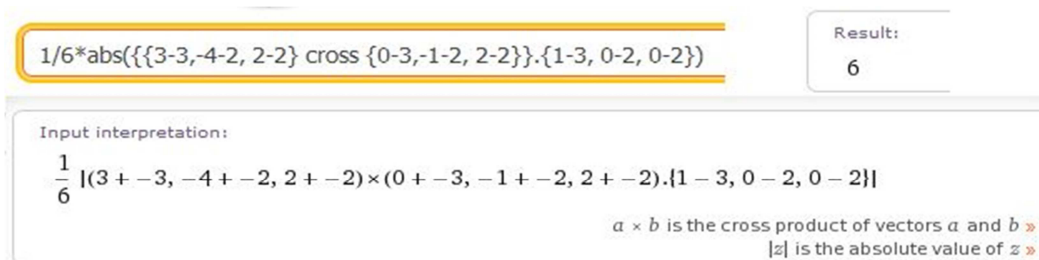 1/6*abs({{3-3,-4-2, 2-2} cross {0-3,-1-2, 2-2}}.{1-3, 0-2, 0-2})
Result:
6
Input interpretation:
1/6 |(3 + −3, −4 + −2, 2 + −2)×(0 + −3, −1 + −2, 2 + −2).{1 − 3, 0 − 2, 0 − 2}|
a × b is the cross product of vectors a and b »
|z| is the absolute value of z »